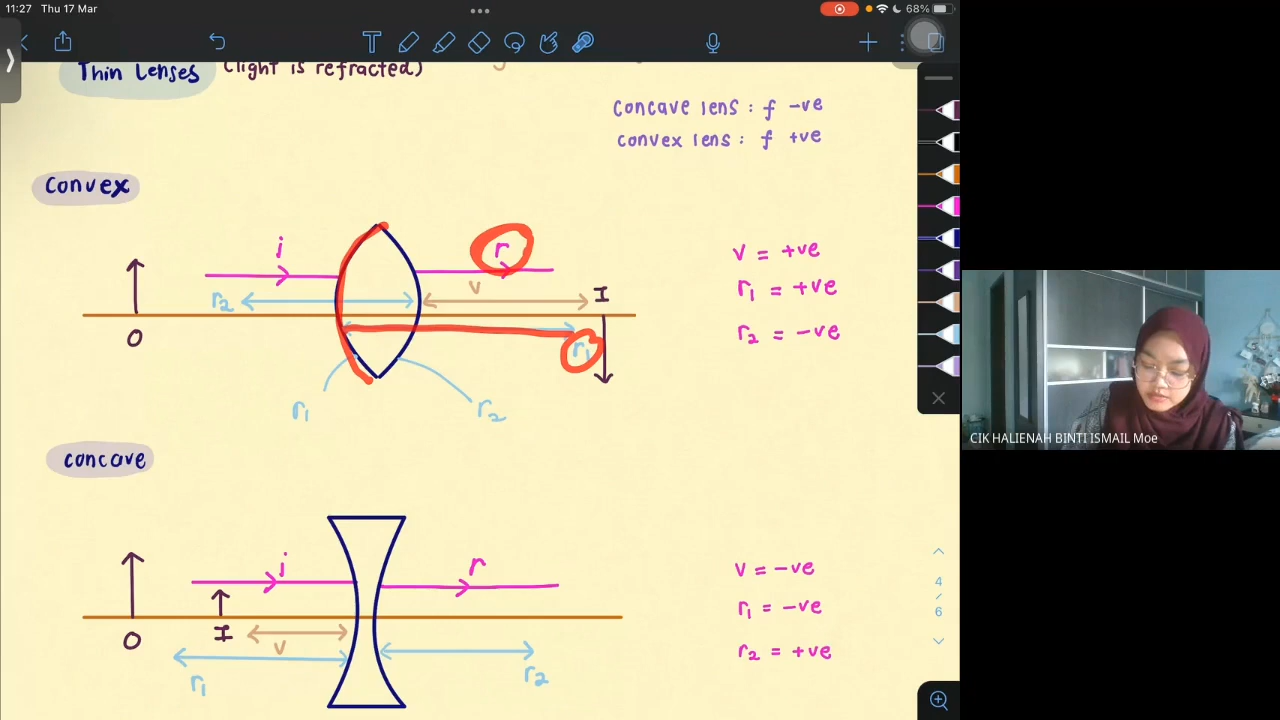 11:27 Thu 17 Mar
68%
Thin Lenses (light is refracted)
concave lens : f -ve
convex lens : f +ve
convex
i
r
r2
v
I
O
r1
r1
r2
v = +ve
r1 = +ve
r2 = -ve
concave
i
r
O
I
v
r1
r2
v = -ve
r1 = -ve
r2 = +ve
4
/
6
CIK HALIENAH BINTI ISMAIL Moe